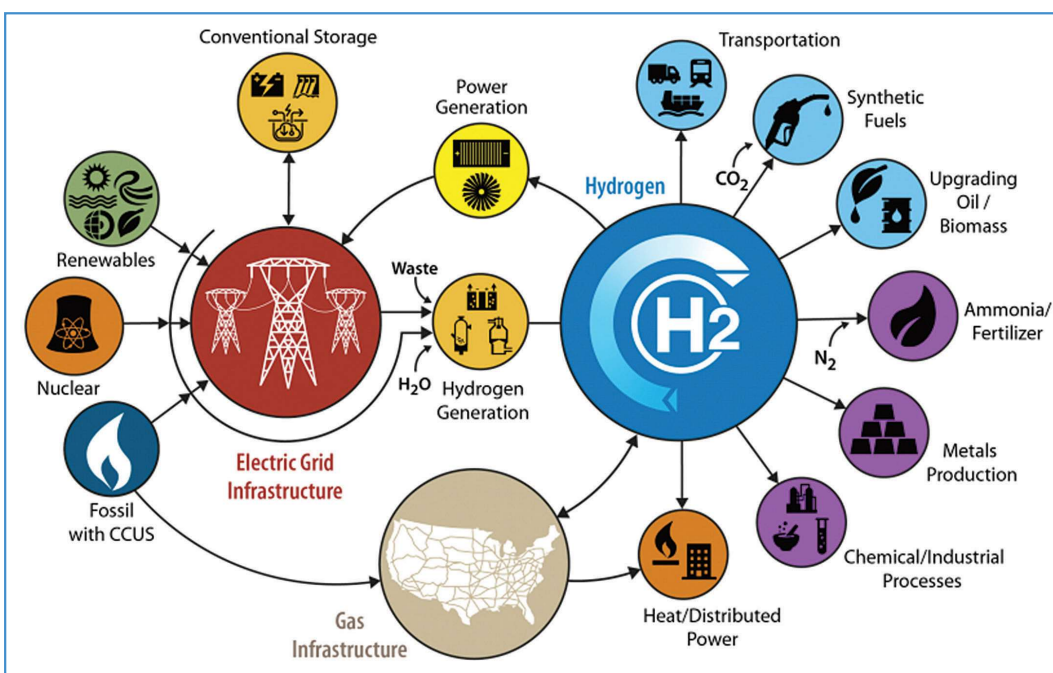 Conventional Storage
Transportation
Power
Generation
Synthetic
Fuels
CO2
Hydrogen
Upgrading
Oil /
Biomass
Renewables
Waste
H2
Ammonia/
Fertilizer
N2
Nuclear
H2O
Hydrogen
Generation
Metals
Production
Electric Grid
Infrastructure
Fossil
with CCUS
Chemical/Industrial
Processes
Gas
Infrastructure
Heat/Distributed
Power